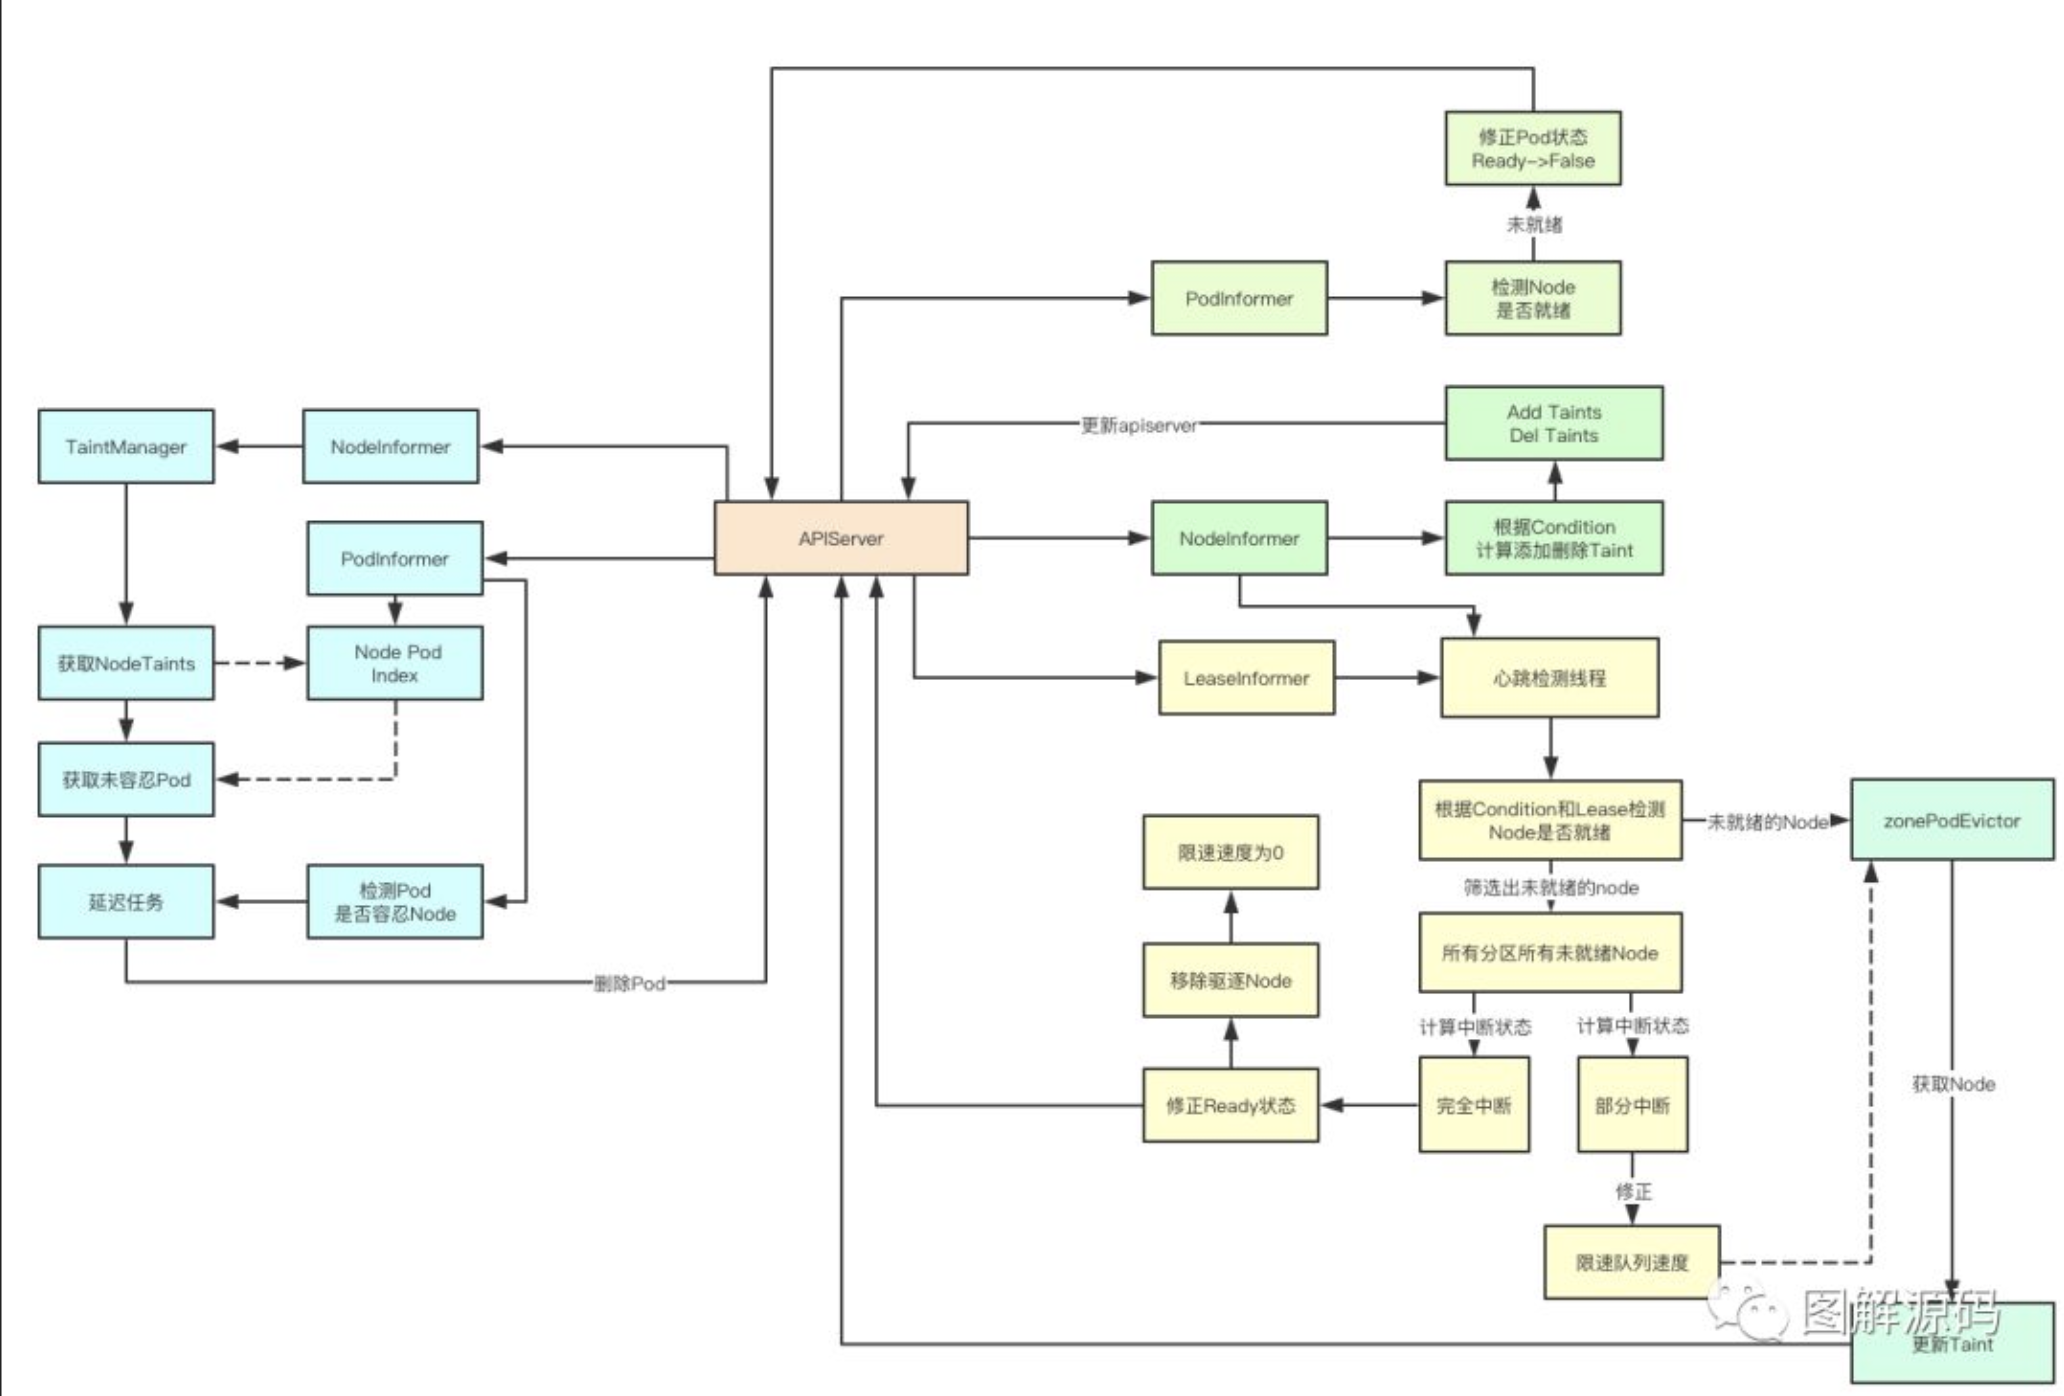 修正Pod状态
Ready->False
未就绪
PodInformer
检测Node
是否就绪
Add Taints
Del Taints
更新apiserver
TaintManager
NodeInformer
APIServer
NodeInformer
根据Condition
计算添加删除Taint
PodInformer
获取NodeTaints
Node Pod
Index
LeaseInformer
心跳检测线程
获取未容忍Pod
根据Condition和Lease检测
Node是否就绪
未就绪的Node
zonePodEvictor
限速速度为0
筛选出未就绪的node
延迟任务
检测Pod
是否容忍Node
所有分区所有未就绪Node
移除驱逐Node
删除Pod
计算中断状态
计算中断状态
获取Node
修正Ready状态
完全中断
部分中断
修正
限速队列速度
图解源码
更新Taint